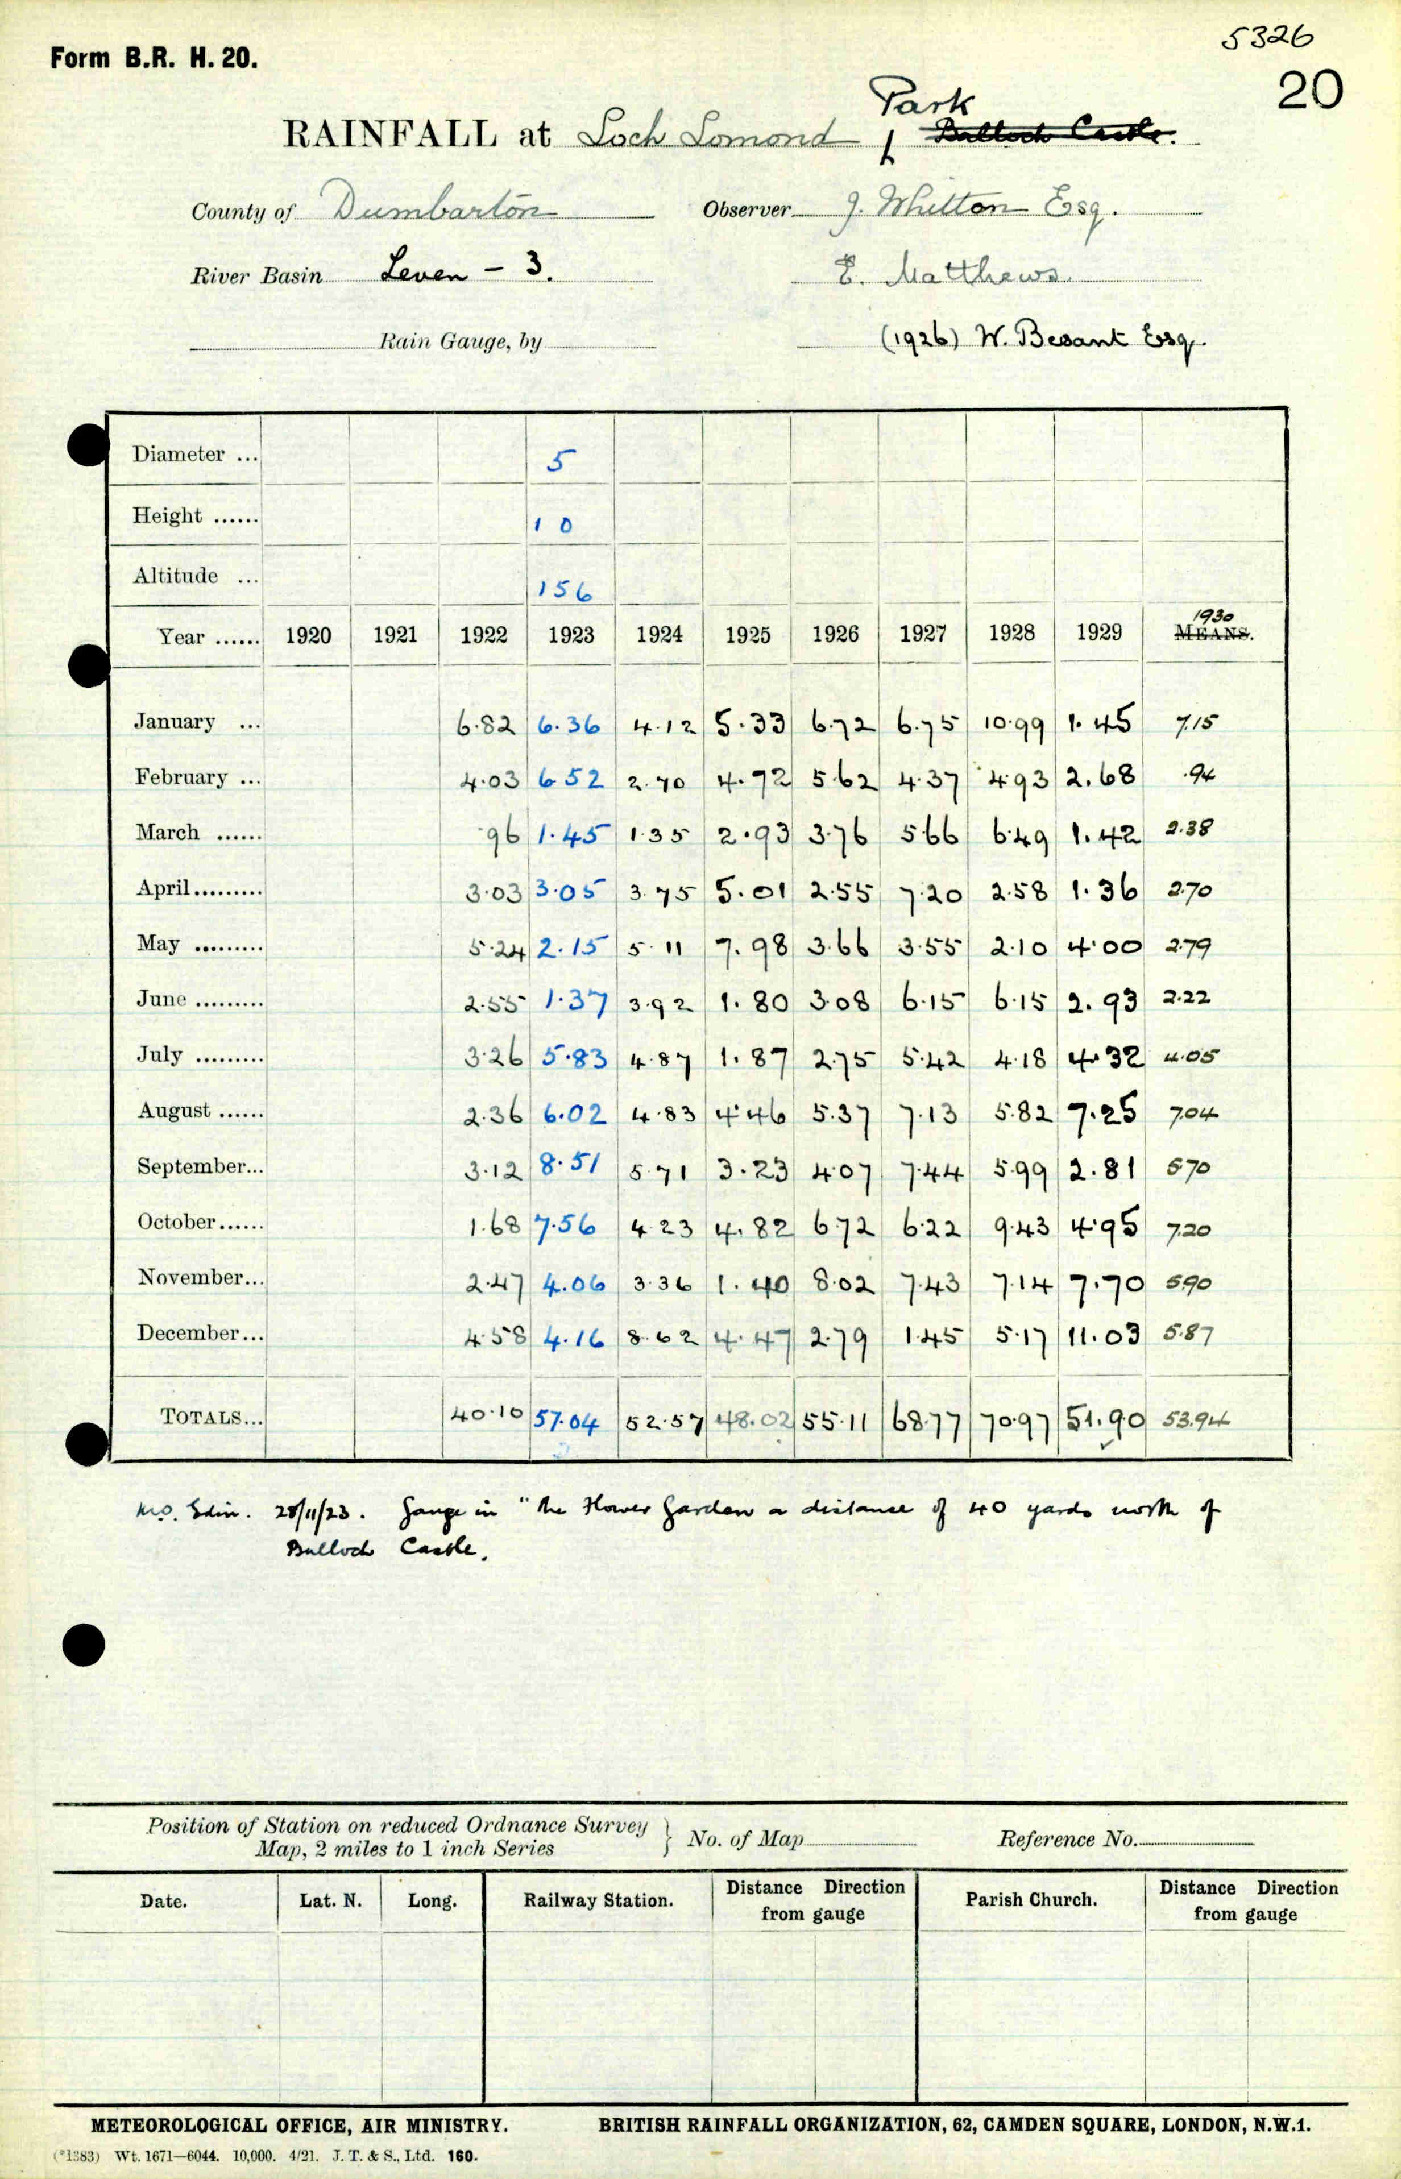 5326
Form B.R. H. 20.
20
Park
RAINFALL at Loch Lomond Balloch Castle.
County of Dumbarton Observer J. Whitton Esq.
River Basin Leven - 3. E. Matthews.
Rain Gauge, by (1926) W. Besant Esq.
Diameter ... 5
Height ...... 10
Altitude ... 156
1930
Year ...... 1920 1921 1922 1923 1924 1925 1926 1927 1928 1929 MEANS.
January ... 6.82 6.36 4.12 5.33 6.72 6.75 10.99 1.45 7.15
February ... 4.03 6.52 2.70 4.72 5.62 4.37 4.93 2.68 .94
March ...... .96 1.45 1.35 2.93 3.76 5.66 6.49 1.42 2.38
April......... 3.03 3.05 3.75 5.01 2.55 7.20 2.58 1.36 2.70
May ......... 5.24 2.15 5.11 7.98 3.66 3.55 2.10 4.00 2.79
June ......... 2.55 1.37 3.92 1.80 3.08 6.15 6.15 2.93 2.22
July ......... 3.26 5.83 4.87 1.87 2.75 5.42 4.18 4.32 4.05
August ...... 2.36 6.02 4.83 4.46 5.37 7.13 5.82 7.25 7.04
September... 3.12 8.51 5.71 3.23 4.07 7.44 5.99 2.81 5.70
October...... 1.68 7.56 4.23 4.82 6.72 6.22 9.43 4.95 7.20
November... 2.47 4.06 3.36 1.40 8.02 7.43 7.14 7.70 5.90
December... 4.58 4.16 8.62 4.47 2.79 1.45 5.17 11.03 5.87
TOTALS... 40.10 57.04 52.57 48.02 55.11 68.77 70.97 51.90 53.94
M.O. Edin. 28/11/23. Gauge in "the Flower Garden a distance of 40 yards north of
Balloch Castle.
Position of Station on reduced Ordnance Survey
Map, 2 miles to 1 inch Series } No. of Map Reference No.
Date. Lat. N. Long. Railway Station. Distance Direction from gauge Parish Church. Distance Direction from gauge
METEOROLOGICAL OFFICE, AIR MINISTRY. BRITISH RAINFALL ORGANIZATION, 62, CAMDEN SQUARE, LONDON, N.W.1.
(*1383) Wt. 1671—6044. 10,000. 4/21. J. T. & S., Ltd. 160.